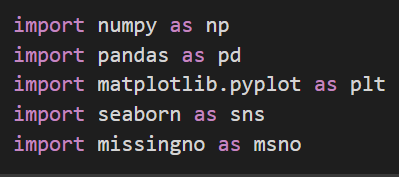 import numpy as np
import pandas as pd
import matplotlib.pyplot as plt
import seaborn as sns
import missingno as msno